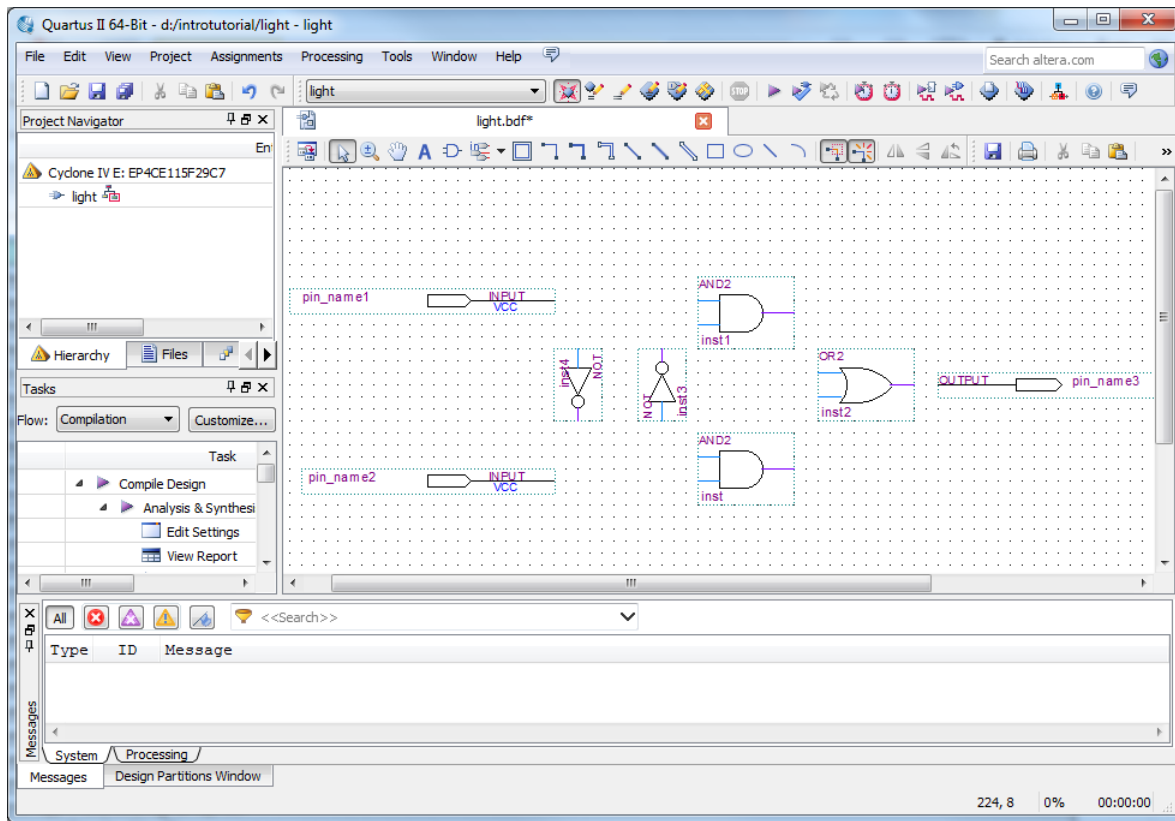 Quartus II 64-Bit - d:/introtutorial/light - light
File Edit View Project Assignments Processing Tools Window Help
Search altera.com
light
STOP
Project Navigator
light.bdf*
Ent
A
Cyclone IV E: EP4CE115F29C7
light
Hierarchy
Files
pin_name1
INPUT
VCC
AND2
inst1
inst4
NOT
NOT
inst3
OR2
inst2
OUTPUT
pin_name3
pin_name2
INPUT
VCC
AND2
inst
Tasks
Flow: Compilation Customize...
Task
Compile Design
Analysis & Synthesi
Edit Settings
View Report
All
<<Search>>
Type ID Message
Messages
System Processing
Messages Design Partitions Window
224, 8 0% 00:00:00